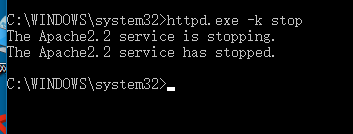 C:\WINDOWS\system32>httpd.exe -k stop
The Apache2.2 service is stopping.
The Apache2.2 service has stopped.
C:\WINDOWS\system32>